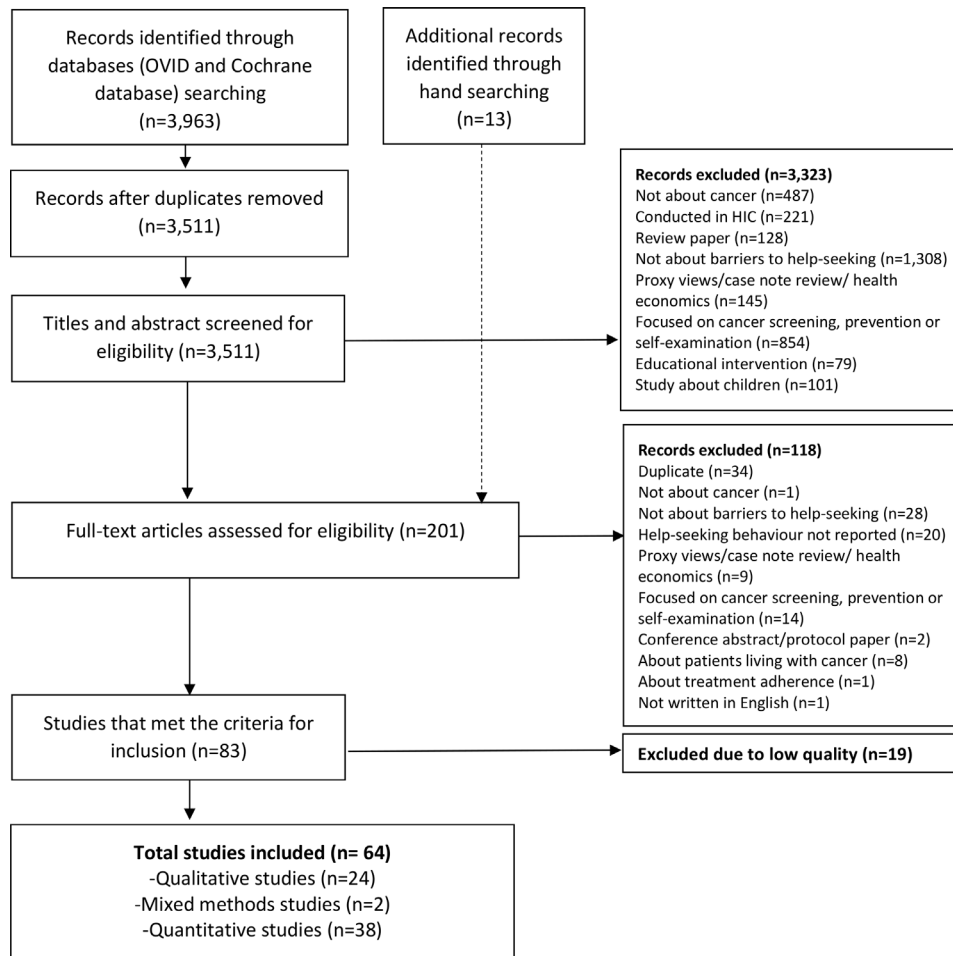 Records identified through
databases (OVID and Cochrane
database) searching
(n=3,963)
Additional records
identified through
hand searching
(n=13)
Records after duplicates removed
(n=3,511)
Records excluded (n=3,323)
Not about cancer (n=487)
Conducted in HIC (n=221)
Review paper (n=128)
Not about barriers to help-seeking (n=1,308)
Proxy views/case note review/ health
economics (n=145)
Focused on cancer screening, prevention or
self-examination (n=854)
Educational intervention (n=79)
Study about children (n=101)
Titles and abstract screened for
eligibility (n=3,511)
Records excluded (n=118)
Duplicate (n=34)
Not about cancer (n=1)
Not about barriers to help-seeking (n=28)
Help-seeking behaviour not reported (n=20)
Proxy views/case note review/ health
economics (n=9)
Focused on cancer screening, prevention or
self-examination (n=14)
Conference abstract/protocol paper (n=2)
About patients living with cancer (n=8)
About treatment adherence (n=1)
Not written in English (n=1)
Full-text articles assessed for eligibility (n=201)
Studies that met the criteria for
inclusion (n=83)
Excluded due to low quality (n=19)
Total studies included (n= 64)
-Qualitative studies (n=24)
-Mixed methods studies (n=2)
-Quantitative studies (n=38)